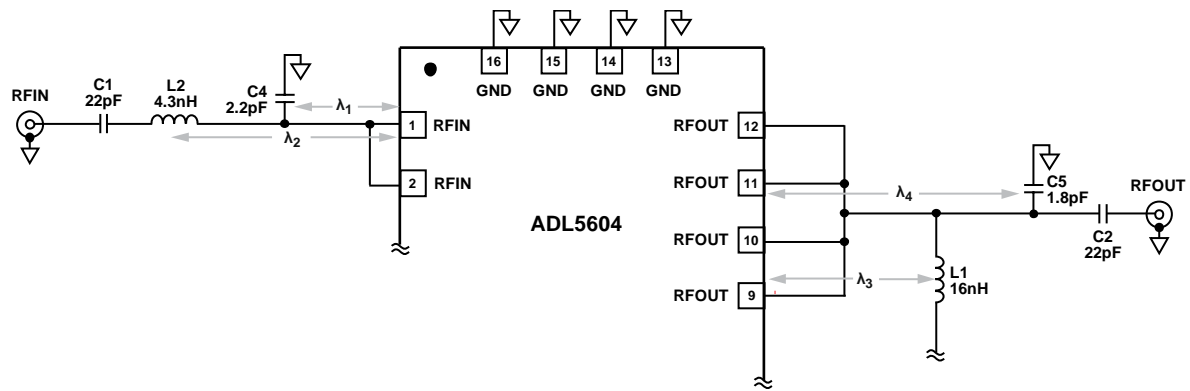 RFIN
C1
22pF
L2
4.3nH
C4
2.2pF
λ1
λ2
16
15
14
13
GND
GND
GND
GND
1
RFIN
2
RFIN
ADL5604
RFOUT
12
RFOUT
11
RFOUT
10
RFOUT
9
λ4
λ3
L1
16nH
C5
1.8pF
C2
22pF
RFOUT